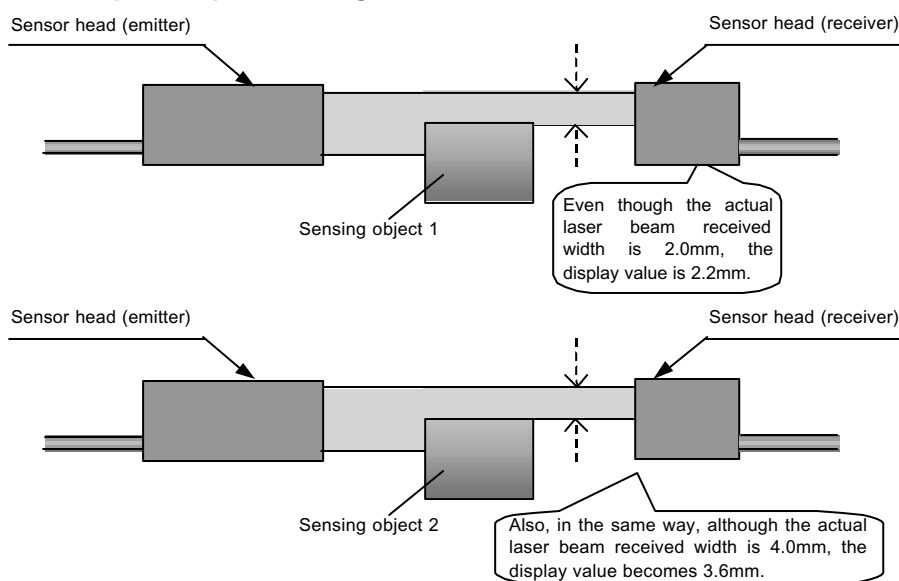 Sensor head (emitter)
Sensor head (receiver)
Sensing object 1
Even though the actual
laser beam received
width is 2.0mm, the
display value is 2.2mm.
Sensor head (emitter)
Sensor head (receiver)
Sensing object 2
Also, in the same way, although the actual
laser beam received width is 4.0mm, the
display value becomes 3.6mm.